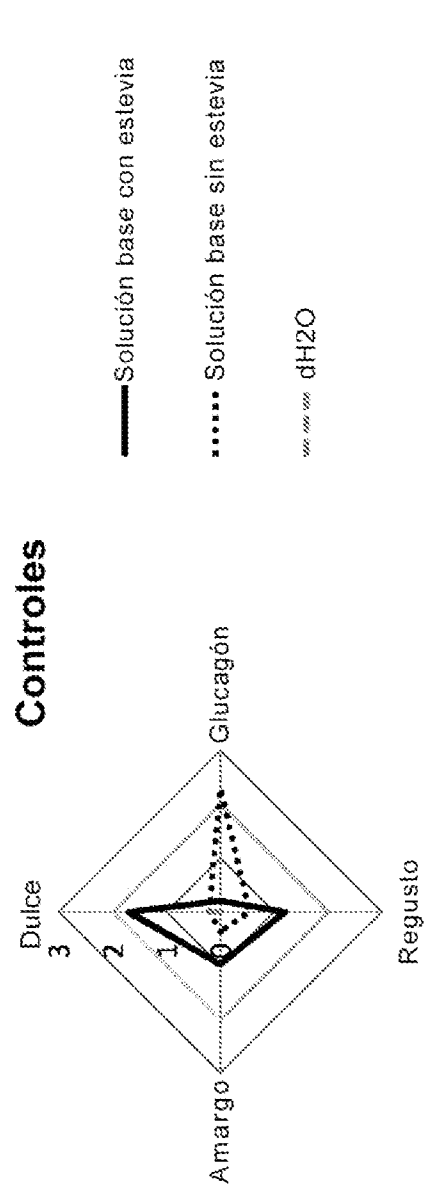 Controles
Dulce
3
2
1
0
Glucagón
Amargo
Regusto
Solución base con estevia
Solución base sin estevia
dH2O